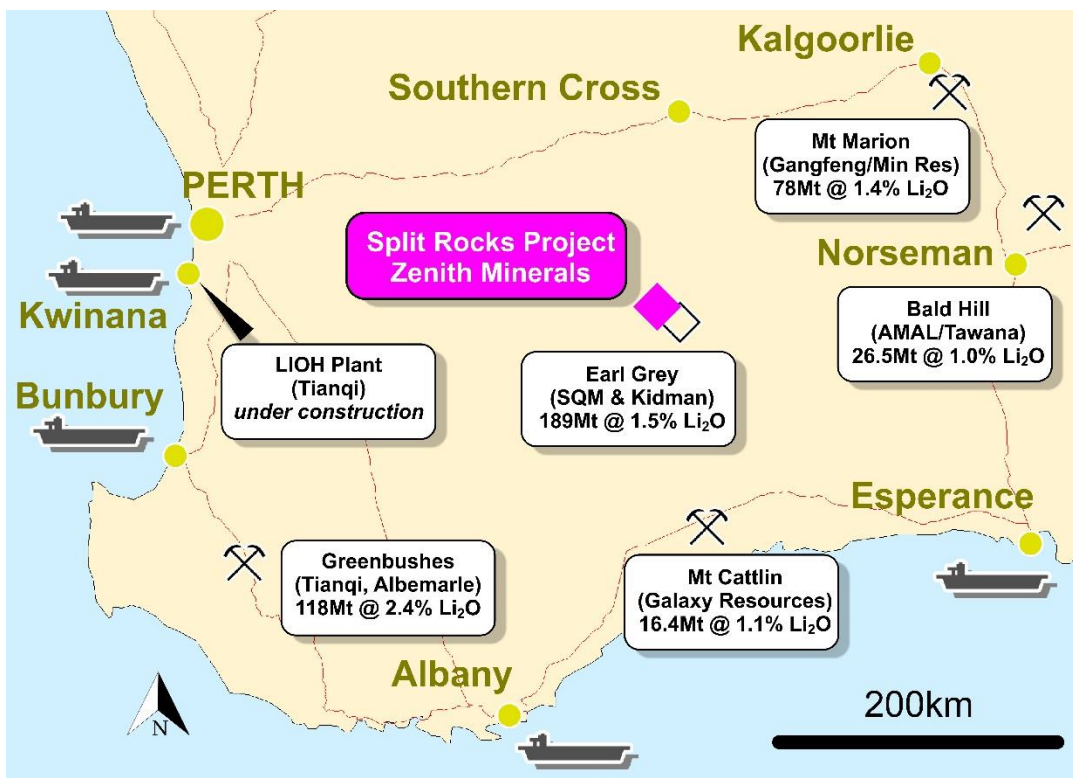 Kalgoorlie
Southern Cross
Mt Marion
(Gangfeng/Min Res)
78Mt @ 1.4% Li₂O
PERTH
Split Rocks Project
Zenith Minerals
Norseman
Kwinana
Bald Hill
(AMAL/Tawana)
26.5Mt @ 1.0% Li₂O
LIOH Plant
(Tianqi)
under construction
Earl Grey
(SQM & Kidman)
189Mt @ 1.5% Li₂O
Bunbury
Esperance
Greenbushes
(Tianqi, Albemarle)
118Mt @ 2.4% Li₂O
Mt Cattlin
(Galaxy Resources)
16.4Mt @ 1.1% Li₂O
Albany
200km
N